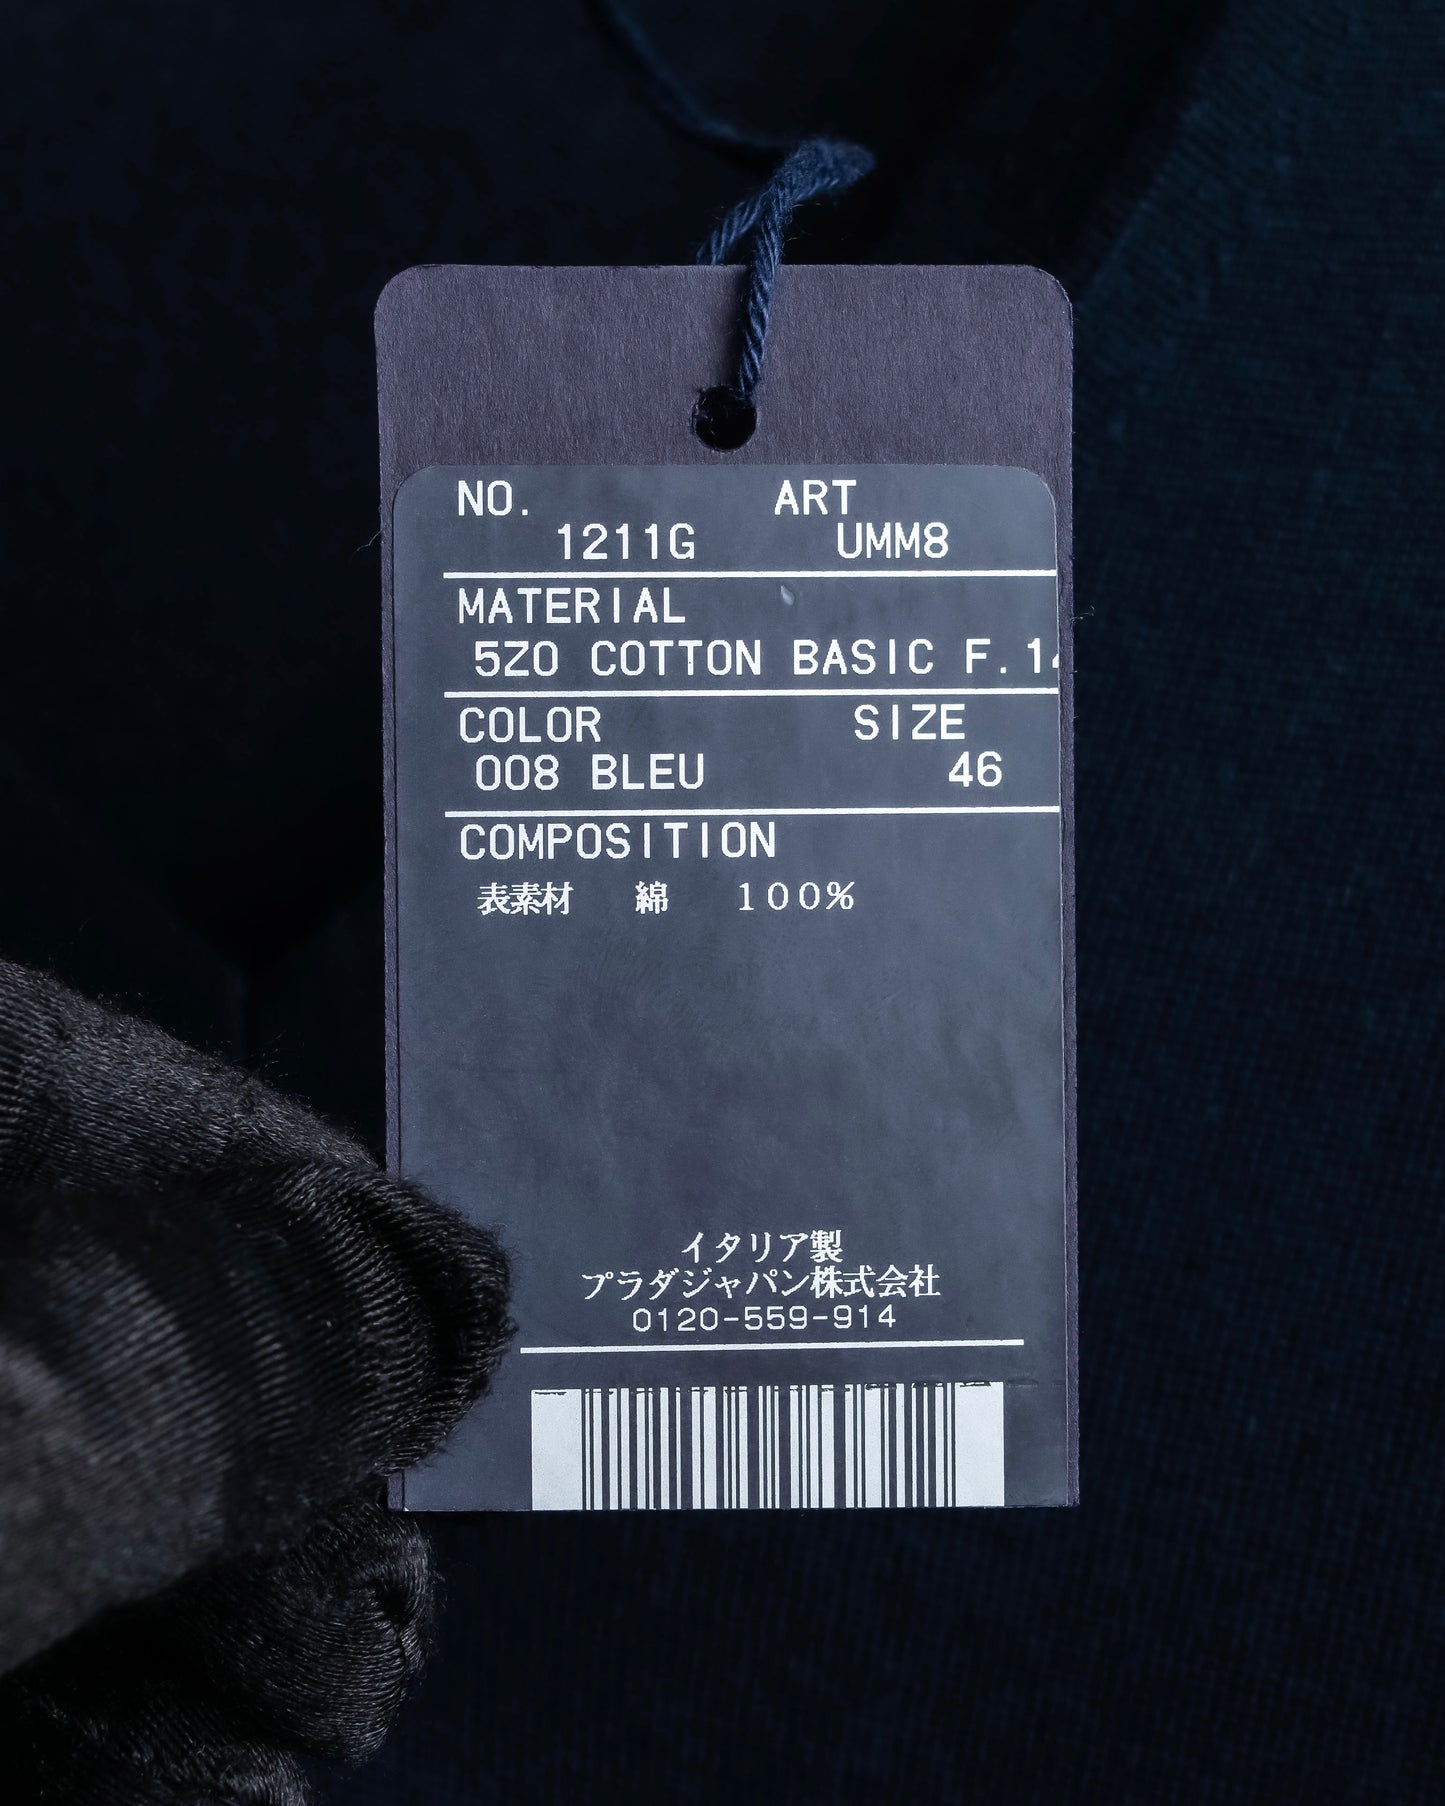 NO. ART
1211G UMM8
MATERIAL
5ZO COTTON BASIC F.14
COLOR SIZE
008 BLEU 46
COMPOSITION
表素材 綿 100%
イタリア製
プラダジャパン株式会社
0120-559-914